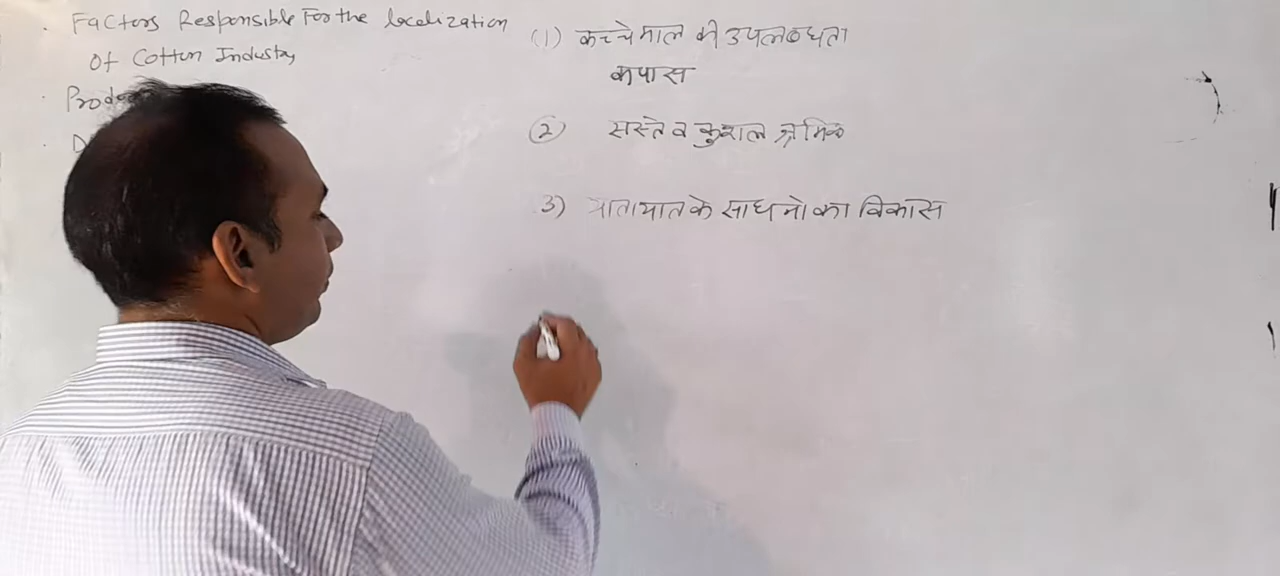 . Factors Responsible For the localization
of Cotton Industry
(1) कच्चे माल की उपलब्धता
कपास
(2) सस्ते व कुशल श्रमिक
3) यातायात के साधनो का विकास